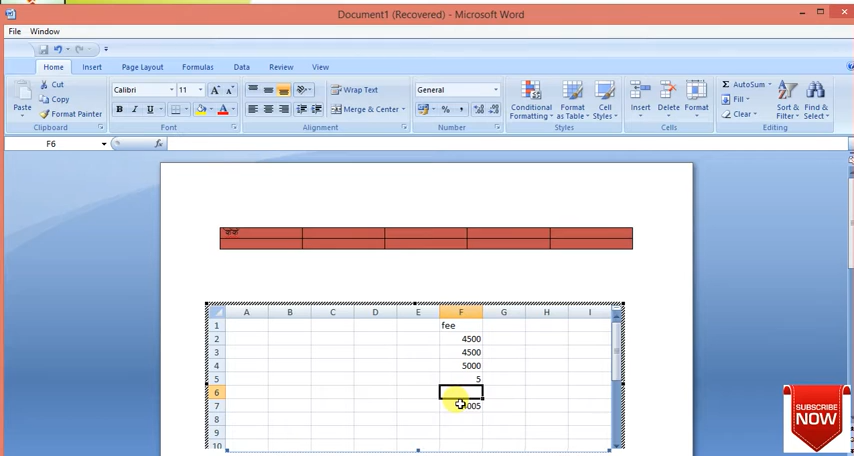 Document1 (Recovered) - Microsoft Word
File Window
Home Insert Page Layout Formulas Data Review View
Paste Cut Copy Format Painter Clipboard
Calibri 11 A A B I U A Font
Wrap Text Merge & Center Alignment
General % , Number
Conditional Formatting Format as Table Cell Styles Styles
Insert Delete Format Cells
Σ AutoSum Fill Clear Sort & Filter Find & Select Editing
F6 fx
A B C D E F G H I
1 fee
2 4500
3 4500
4 5000
5 5
6
7
8
9
10
SUBSCRIBE
NOW